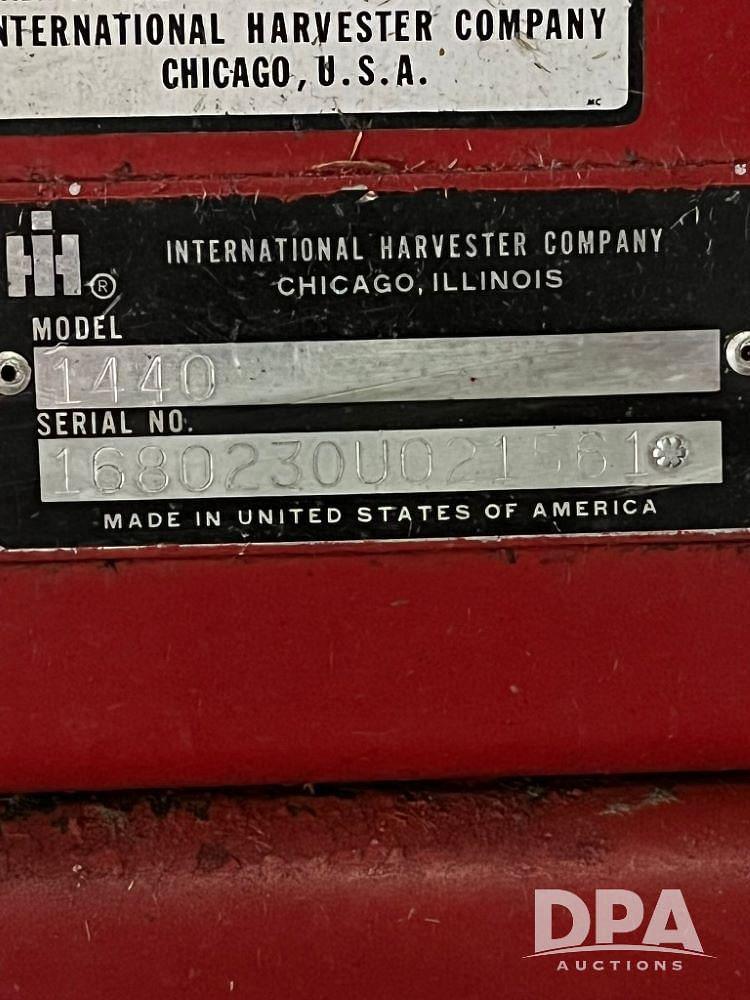 INTERNATIONAL HARVESTER COMPANY
CHICAGO, U.S.A.
MC
IH ®
INTERNATIONAL HARVESTER COMPANY
CHICAGO, ILLINOIS
MODEL
1440
SERIAL NO.
1680230U021561
MADE IN UNITED STATES OF AMERICA
DPA
AUCTIONS